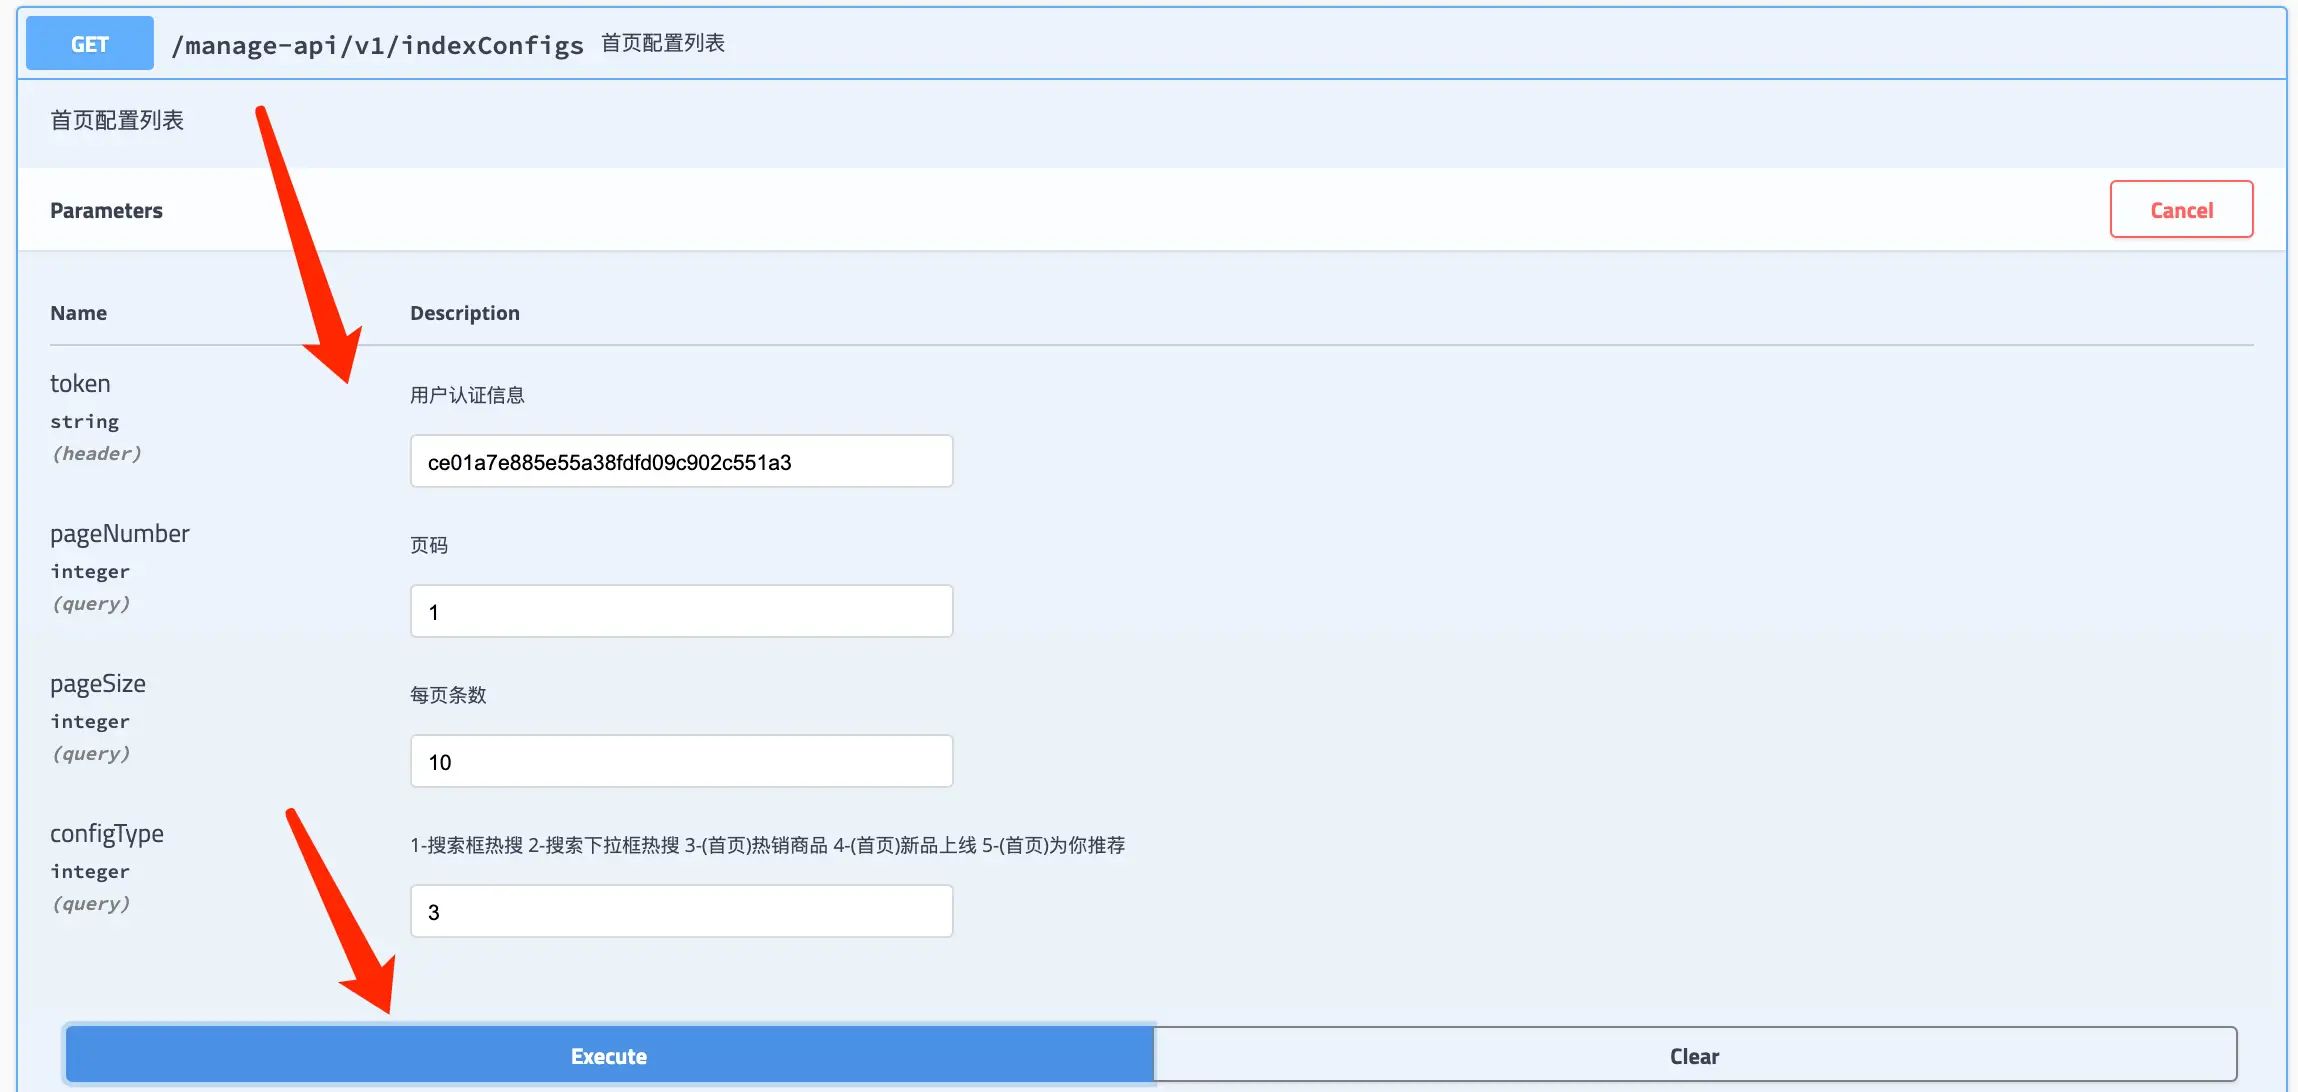 GET /manage-api/v1/indexConfigs 首页配置列表
首页配置列表
Parameters Cancel
Name Description
token 用户认证信息
string
(header) ce01a7e885e55a38fdfd09c902c551a3
pageNumber 页码
integer
(query) 1
pageSize 每页条数
integer
(query) 10
configType 1-搜索框热搜 2-搜索下拉框热搜 3-(首页)热销商品 4-(首页)新品上线 5-(首页)为你推荐
integer
(query) 3
Execute Clear